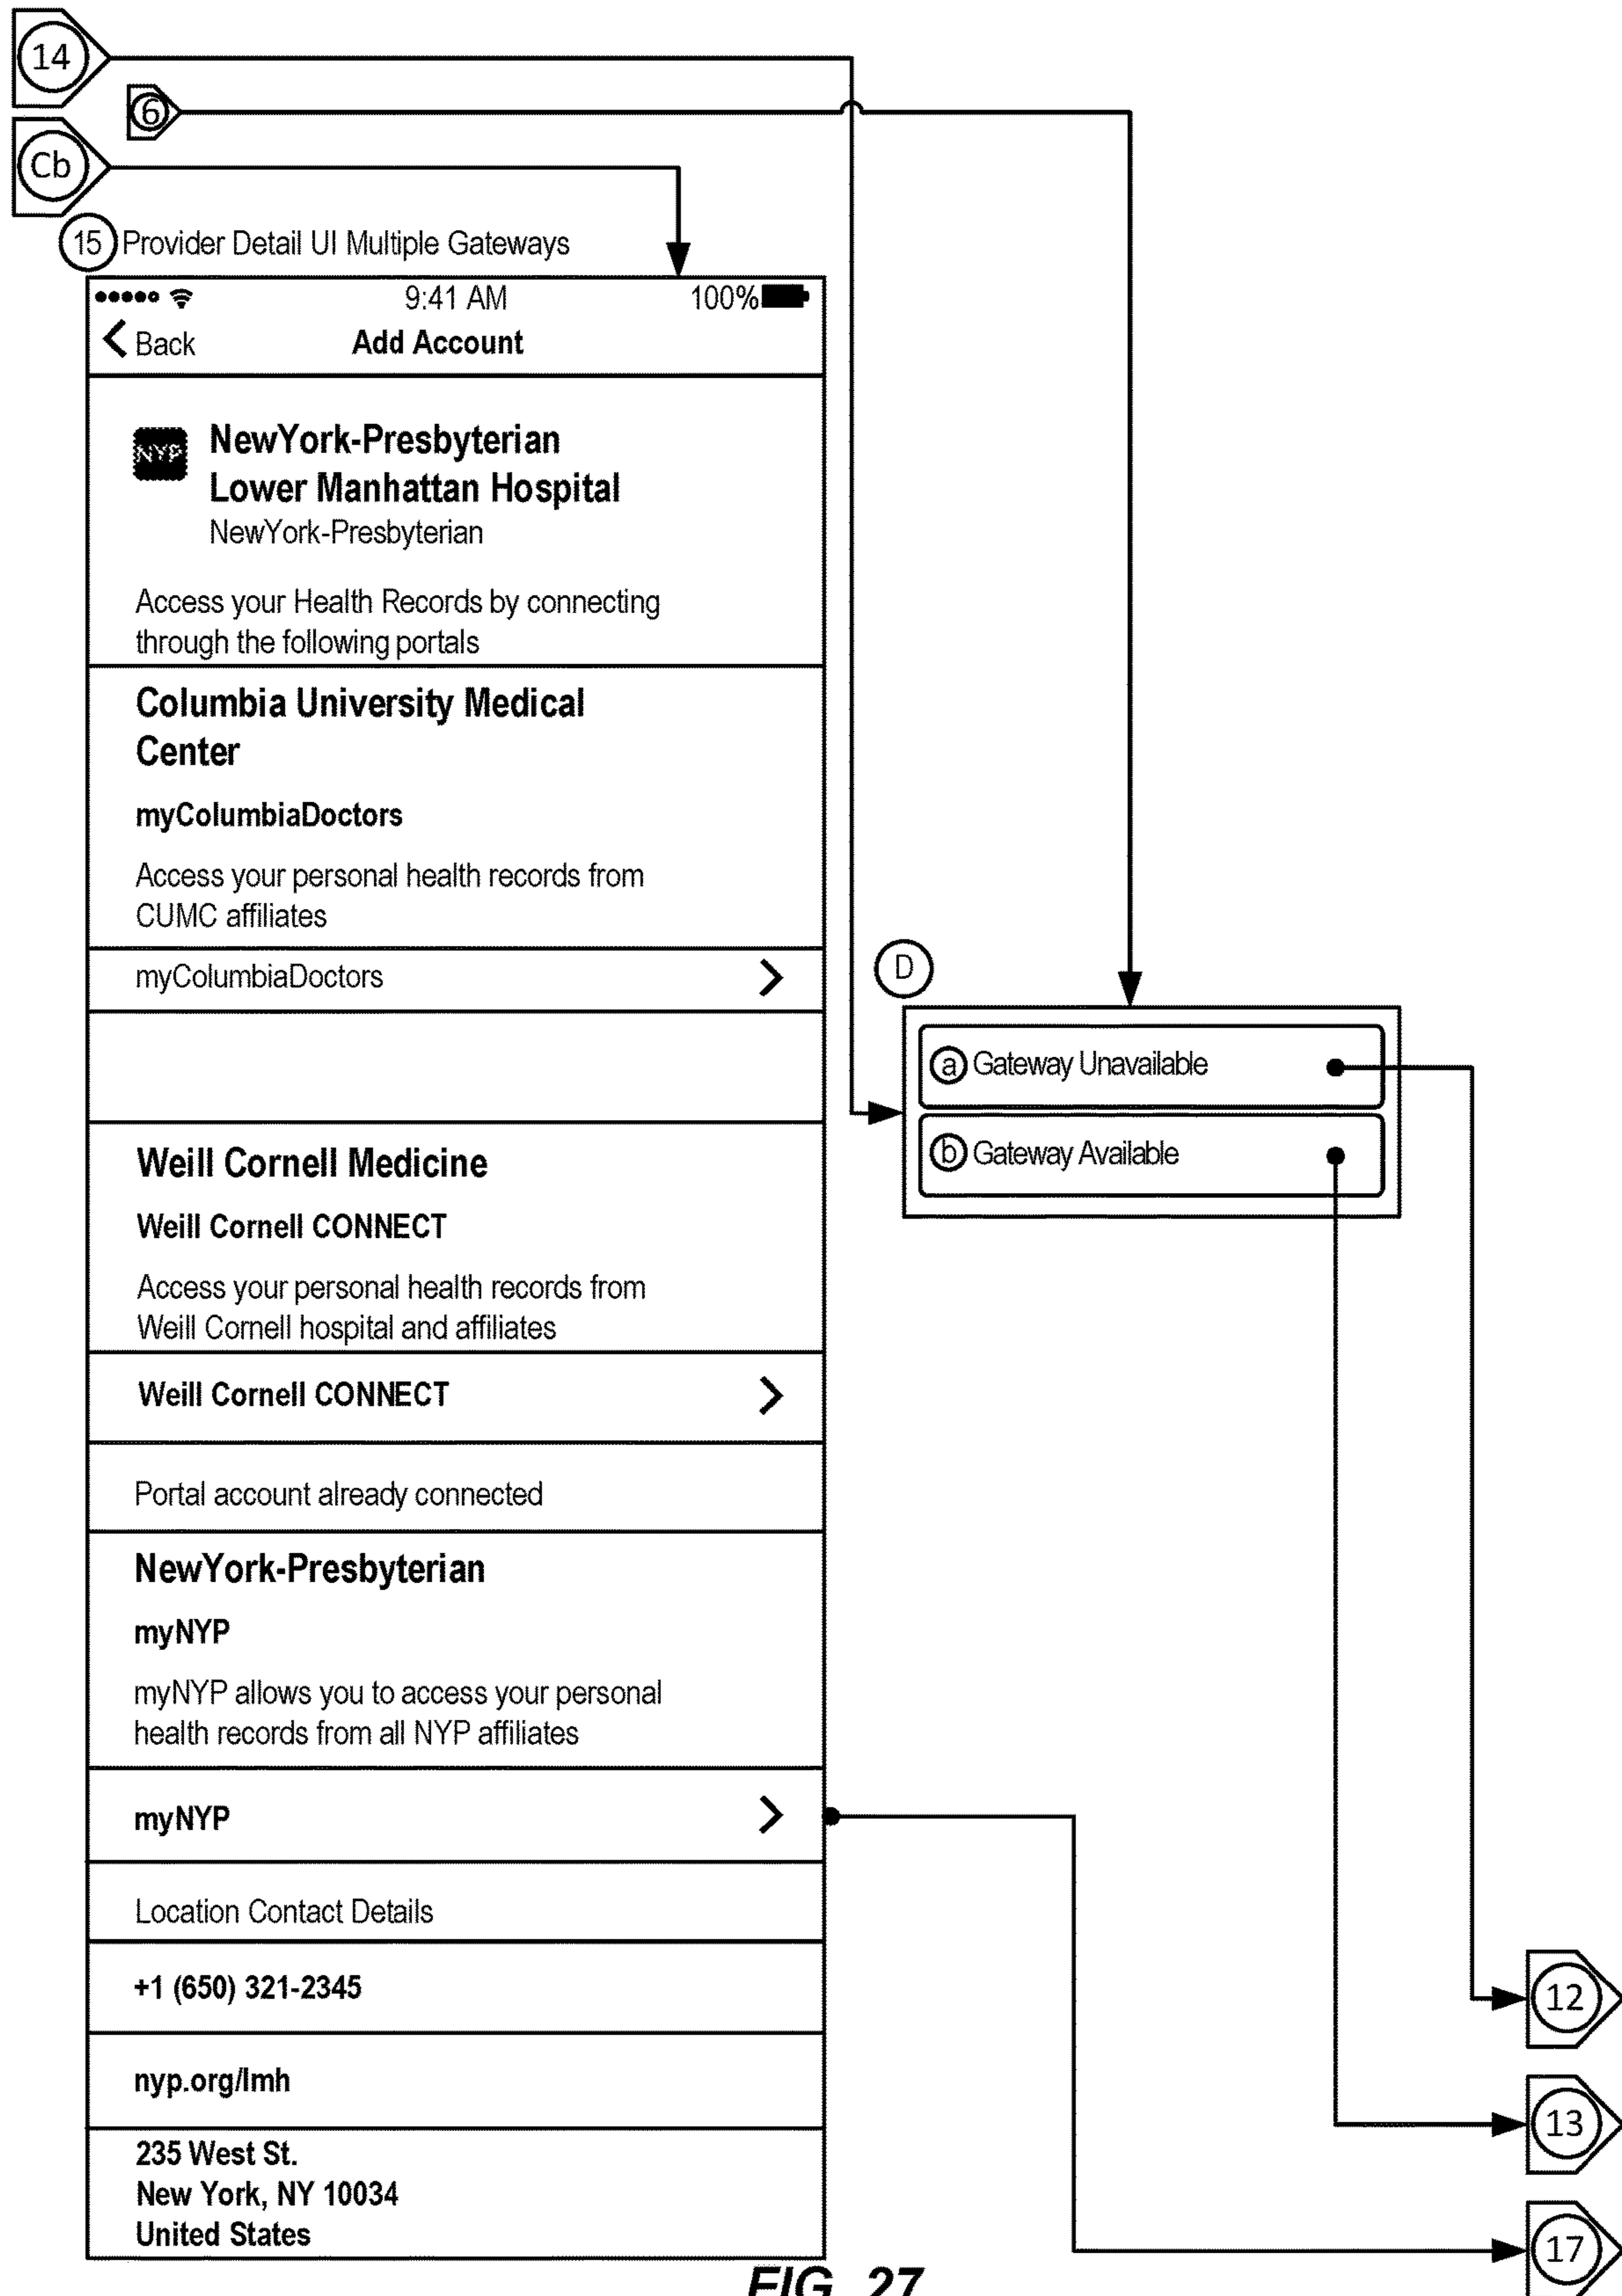 14
6
Cb
15 Provider Detail UI Multiple Gateways
9:41 AM 100%
Back Add Account
NYP
NewYork-Presbyterian
Lower Manhattan Hospital
NewYork-Presbyterian
Access your Health Records by connecting
through the following portals
Columbia University Medical
Center
myColumbiaDoctors
Access your personal health records from
CUMC affiliates
myColumbiaDoctors
Weill Cornell Medicine
Weill Cornell CONNECT
Access your personal health records from
Weill Cornell hospital and affiliates
Weill Cornell CONNECT
Portal account already connected
NewYork-Presbyterian
myNYP
myNYP allows you to access your personal
health records from all NYP affiliates
myNYP
Location Contact Details
+1 (650) 321-2345
nyp.org/lmh
235 West St.
New York, NY 10034
United States
D
a Gateway Unavailable
b Gateway Available
12
13
17
FIG. 27